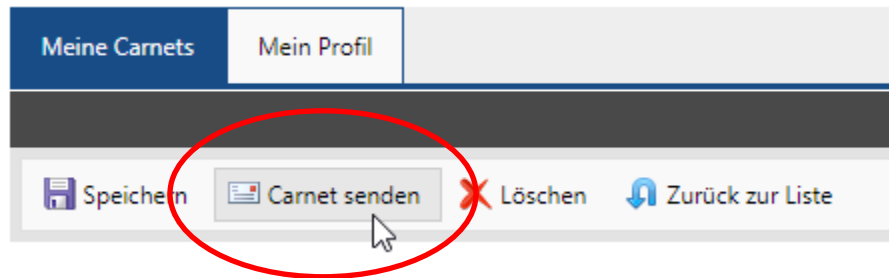 Meine Carnets Mein Profil
Speichern Carnet senden Löschen Zurück zur Liste